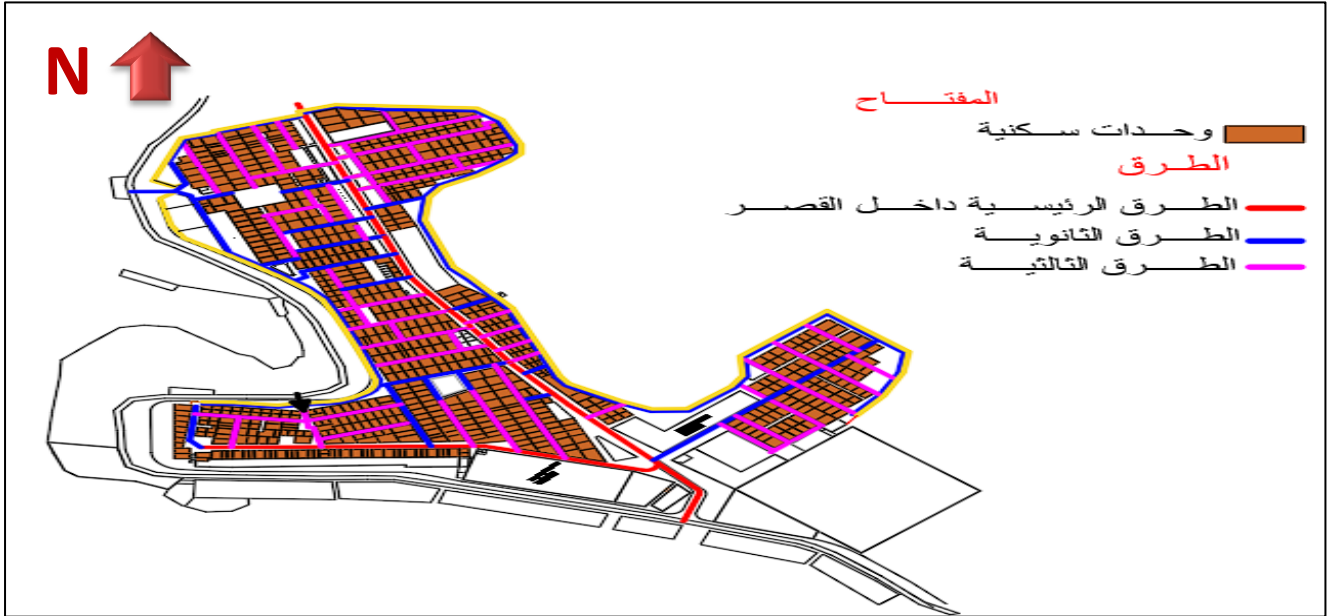 N
المفتاح
وحدات سكنية
الطرق
الطرق الرئيسية داخل القصر
الطرق الثانوية
الطرق الثالثية